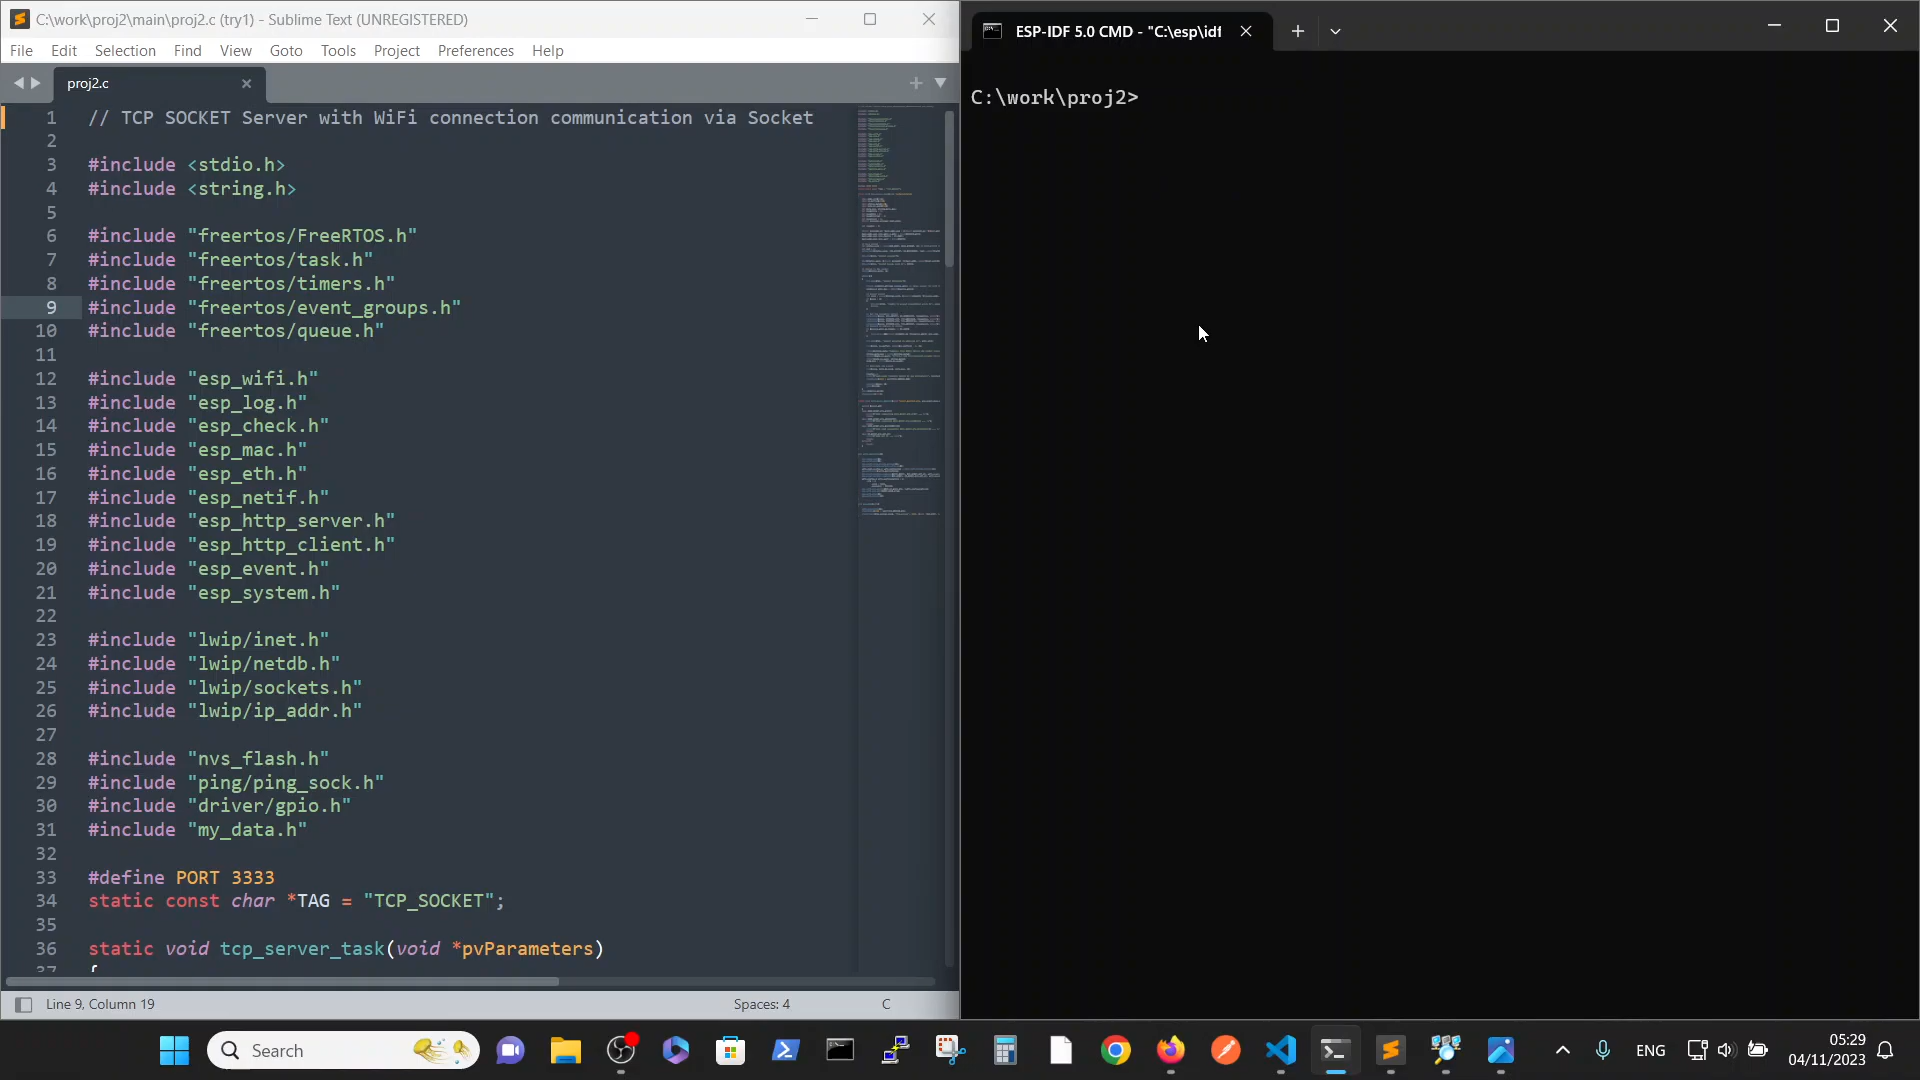 C:\work\proj2\main\proj2.c (try1) - Sublime Text (UNREGISTERED)
File Edit Selection Find View Goto Tools Project Preferences Help
proj2.c
1 // TCP SOCKET Server with WiFi connection communication via Socket
2
3 #include <stdio.h>
4 #include <string.h>
5
6 #include "freertos/FreeRTOS.h"
7 #include "freertos/task.h"
8 #include "freertos/timers.h"
9 #include "freertos/event_groups.h"
10 #include "freertos/queue.h"
11
12 #include "esp_wifi.h"
13 #include "esp_log.h"
14 #include "esp_check.h"
15 #include "esp_mac.h"
16 #include "esp_eth.h"
17 #include "esp_netif.h"
18 #include "esp_http_server.h"
19 #include "esp_http_client.h"
20 #include "esp_event.h"
21 #include "esp_system.h"
22
23 #include "lwip/inet.h"
24 #include "lwip/netdb.h"
25 #include "lwip/sockets.h"
26 #include "lwip/ip_addr.h"
27
28 #include "nvs_flash.h"
29 #include "ping/ping_sock.h"
30 #include "driver/gpio.h"
31 #include "my_data.h"
32
33 #define PORT 3333
34 static const char *TAG = "TCP_SOCKET";
35
36 static void tcp_server_task(void *pvParameters)
37 {
Line 9, Column 19
Spaces: 4
C
ESP-IDF 5.0 CMD - "C:\esp\idf
C:\work\proj2>
Search
ENG
05:29
04/11/2023